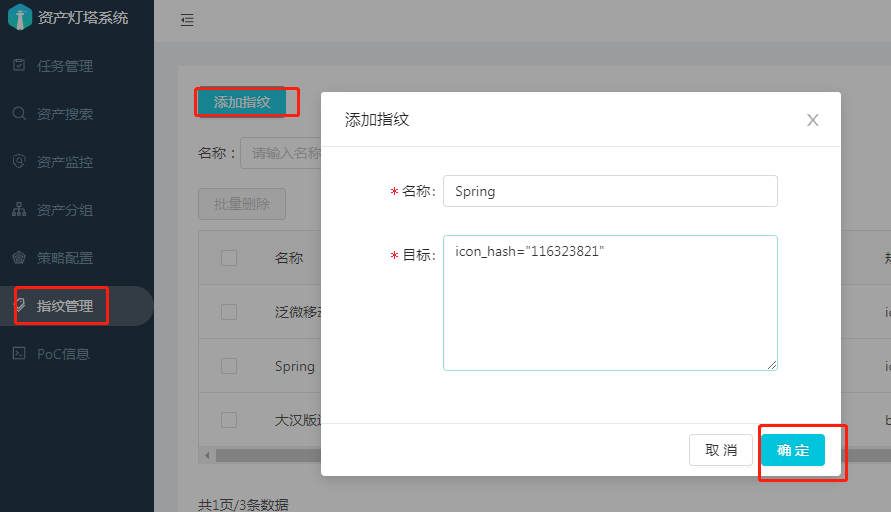 资产灯塔系统
任务管理
资产搜索
资产监控
资产分组
策略配置
指纹管理
PoC信息
添加指纹
名称：
请输入名称
批量删除
名称
泛微移动
Spring
大汉版
共1页/3条数据
添加指纹
* 名称:
Spring
* 目标:
icon_hash="116323821"
取 消
确 定